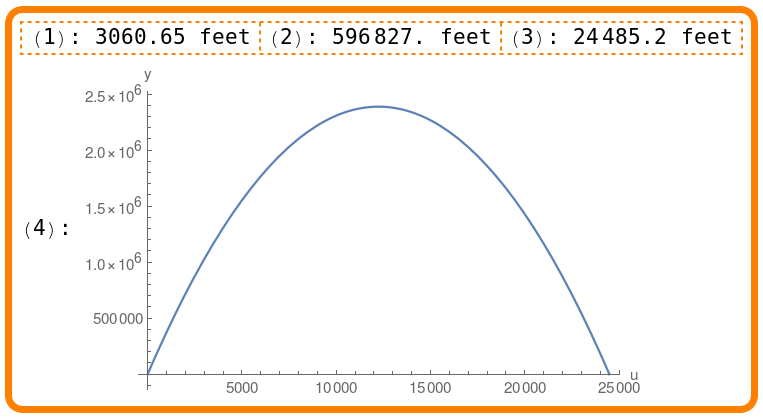 (1): 3060.65 feet (2): 596827. feet (3): 24485.2 feet
y
2.5×10⁶
2.0×10⁶
1.5×10⁶
(4):
1.0×10⁶
500000
u
5000 10000 15000 20000 25000